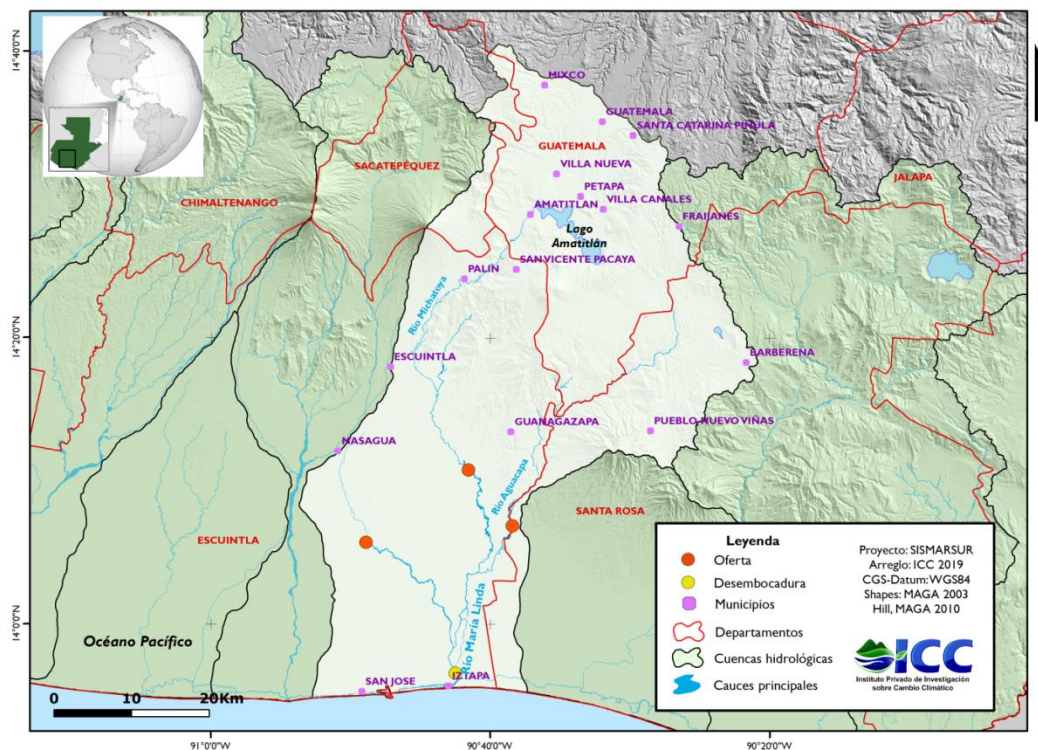 14°40'0"N
14°20'0"N
14°0'0"N
MIXCO
GUATEMALA
SANTA CATARINA PINULA
GUATEMALA
SACATEPÉQUEZ
VILLA NUEVA
JALAPA
CHIMALTENANGO
PETAPA
AMATITLAN
VILLA CANALES
FRAIJANES
Lago
Amatitlán
SAN VICENTE PACAYA
PALIN
Río Michatoya
ESCUINTLA
BARBERENA
GUANAGAZAPA
PUEBLO NUEVO VIÑAS
MASAGUA
Río Aguacapa
SANTA ROSA
ESCUINTLA
Río María Linda
Océano Pacífico
SAN JOSE
IZTAPA
0 10 20Km
Leyenda
Oferta
Desembocadura
Municipios
Departamentos
Cuencas hidrológicas
Cauces principales
Proyecto: SISMARSUR
Arreglo: ICC 2019
CGS-Datum: WGS84
Shapes: MAGA 2003
Hill, MAGA 2010
ICC
Instituto Privado de Investigación
sobre Cambio Climático
91°0'0"W
90°40'0"W
90°20'0"W